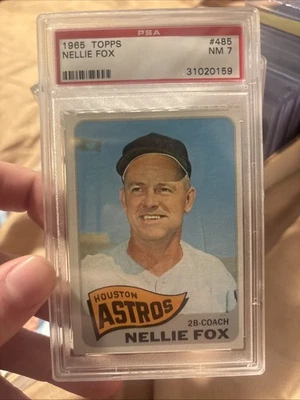 PSA
1965 TOPPS #485
NELLIE FOX NM 7
31020159
HOUSTON
ASTROS
2B-COACH
NELLIE FOX